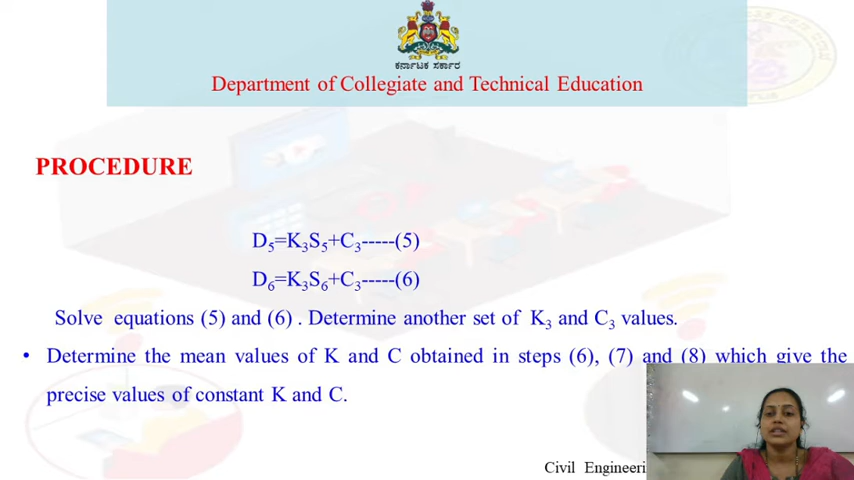 ಕರ್ನಾಟಕ ಸರ್ಕಾರ
Department of Collegiate and Technical Education
PROCEDURE
D₅=K₃S₅+C₃-----(5)
D₆=K₃S₆+C₃-----(6)
Solve equations (5) and (6) . Determine another set of K₃ and C₃ values.
• Determine the mean values of K and C obtained in steps (6), (7) and (8) which give the
precise values of constant K and C.
Civil